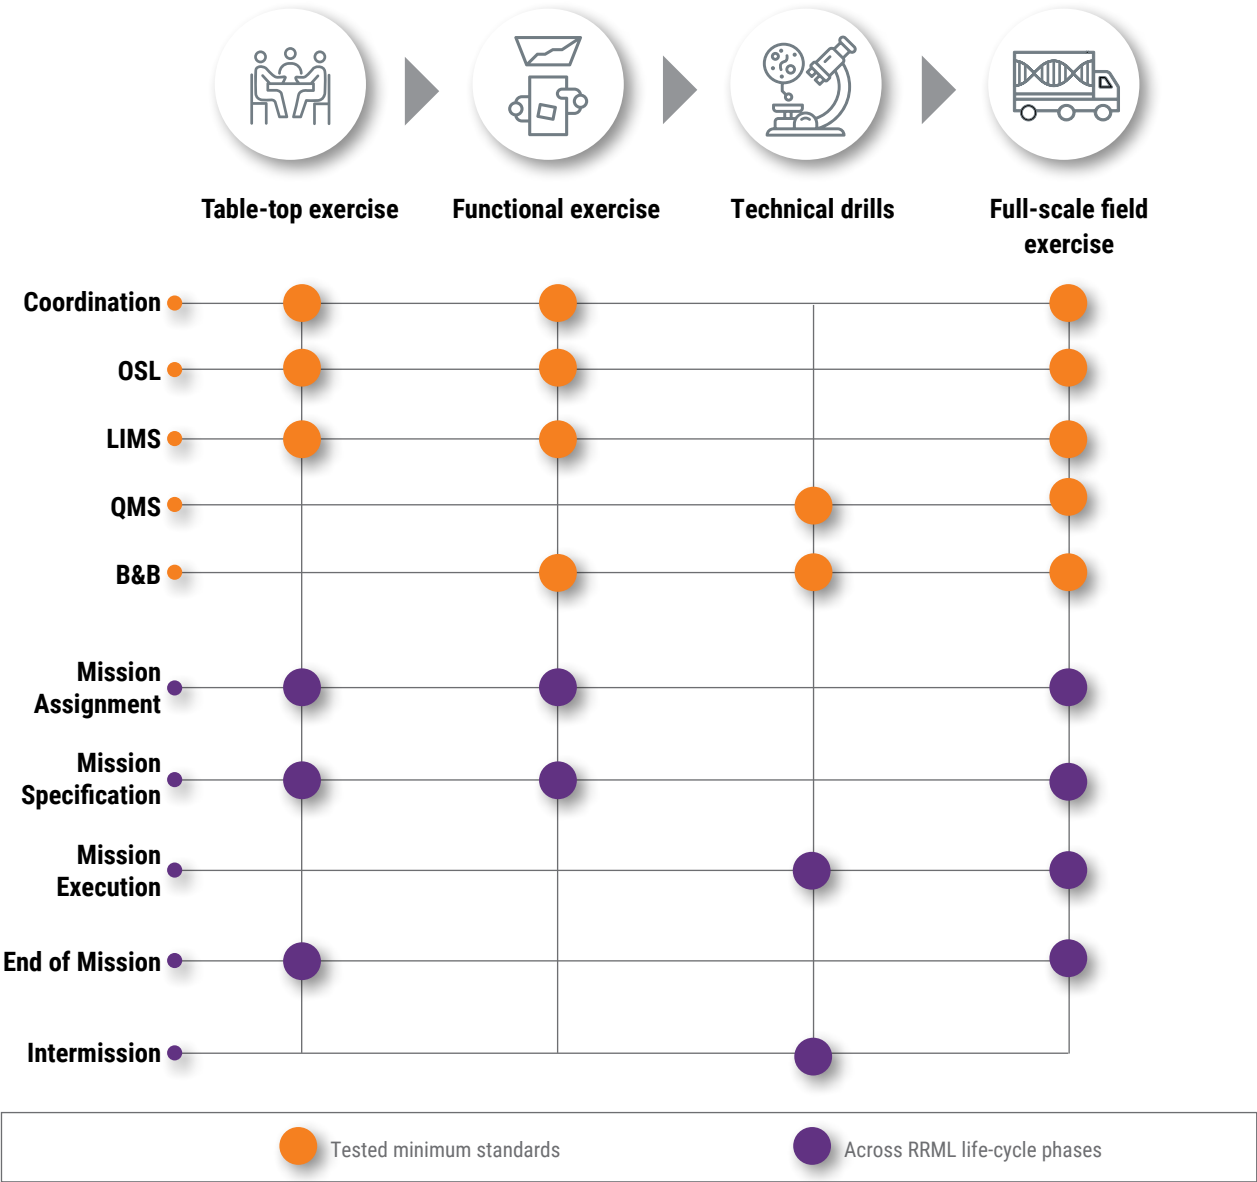 Table-top exercise
Functional exercise
Technical drills
Full-scale field
exercise
Coordination
OSL
LIMS
QMS
B&B
Mission
Assignment
Mission
Specification
Mission
Execution
End of Mission
Intermission
Tested minimum standards
Across RRML life-cycle phases